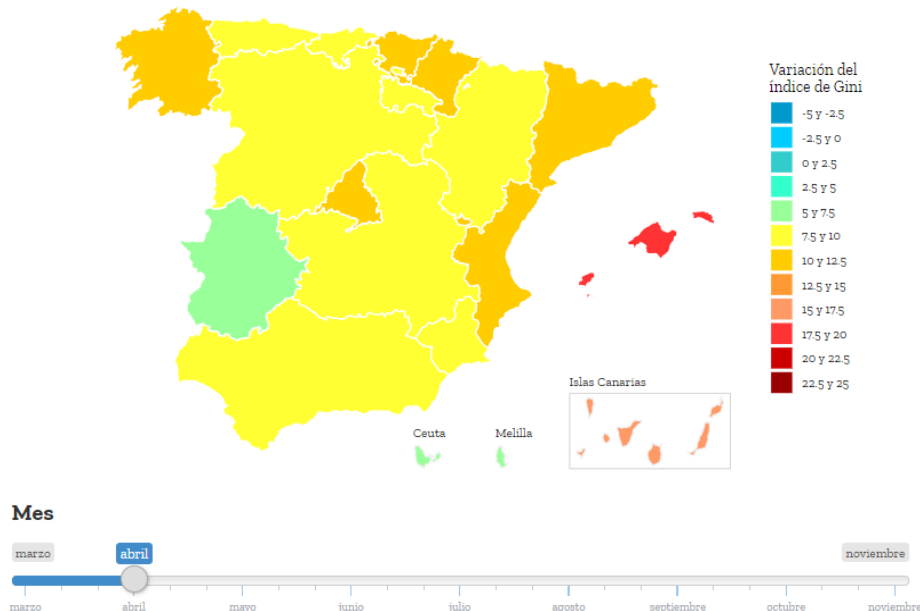 Variación del
índice de Gini
-5 y -2.5
-2.5 y 0
0 y 2.5
2.5 y 5
5 y 7.5
7.5 y 10
10 y 12.5
12.5 y 15
15 y 17.5
17.5 y 20
20 y 22.5
22.5 y 25
Islas Canarias
Ceuta
Melilla
Mes
marzo
abril
noviembre
marzo
abril
mayo
junio
julio
agosto
septiembre
octubre
noviembre